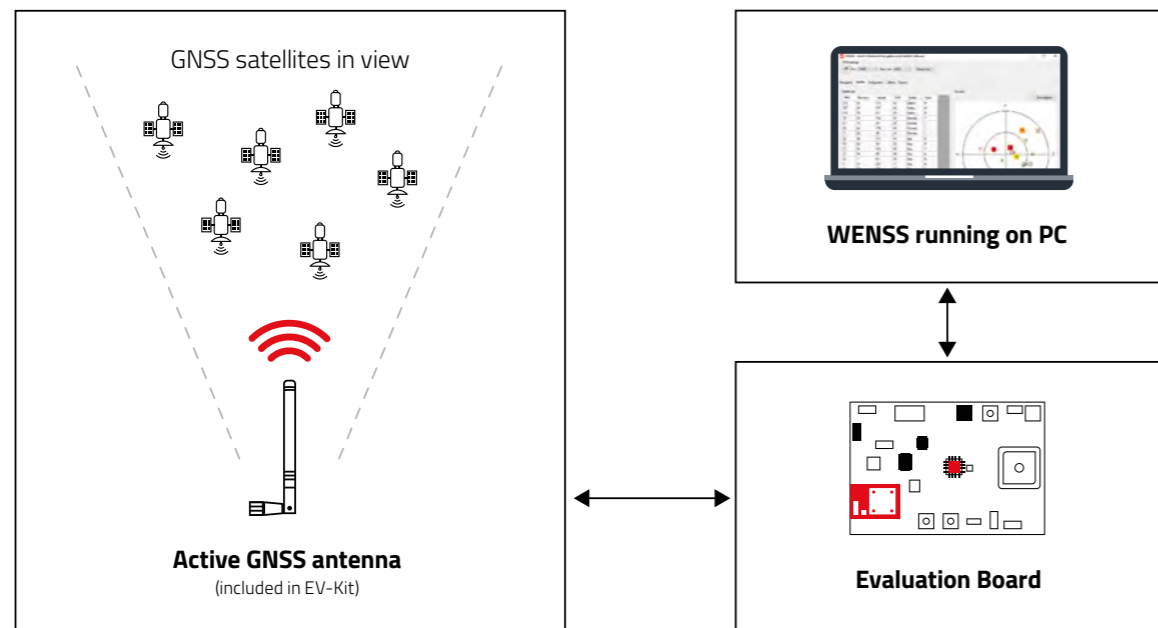 GNSS satellites in view
Active GNSS antenna
(included in EV-Kit)
WENSS running on PC
Evaluation Board